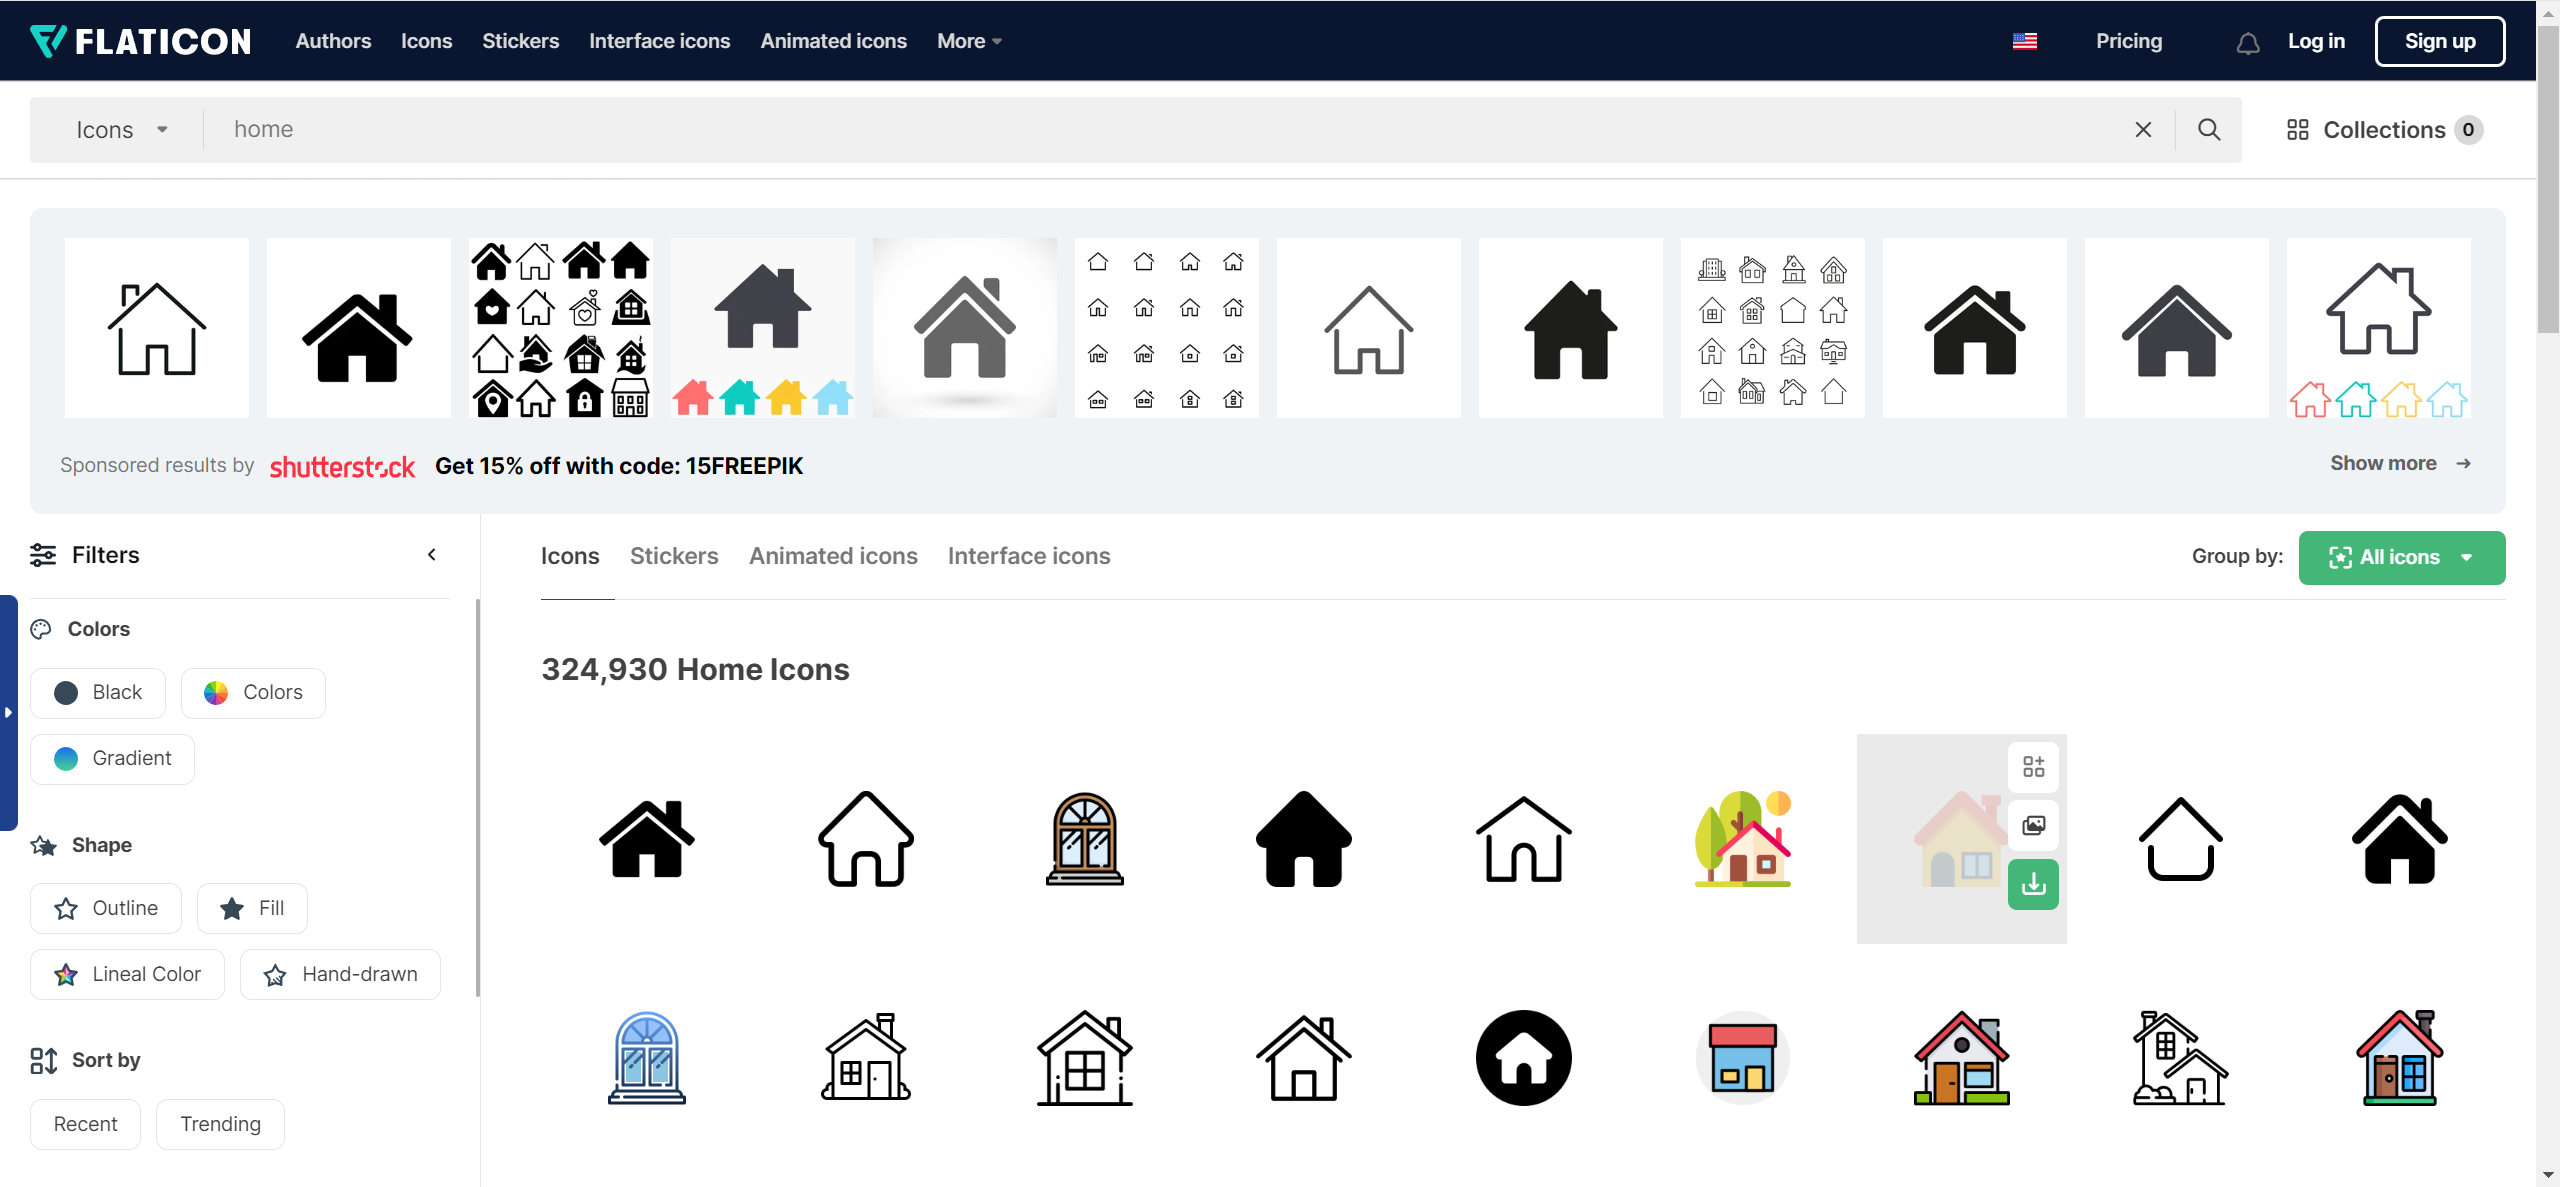 FLATICON Authors Icons Stickers Interface icons Animated icons More Pricing Log in Sign up
Icons home Collections 0
Sponsored results by shutterstock Get 15% off with code: 15FREEPIK Show more
Filters
Icons Stickers Animated icons Interface icons Group by: All icons
Colors
324,930 Home Icons
Black Colors
Gradient
Shape
Outline Fill
Lineal Color Hand-drawn
Sort by
Recent Trending